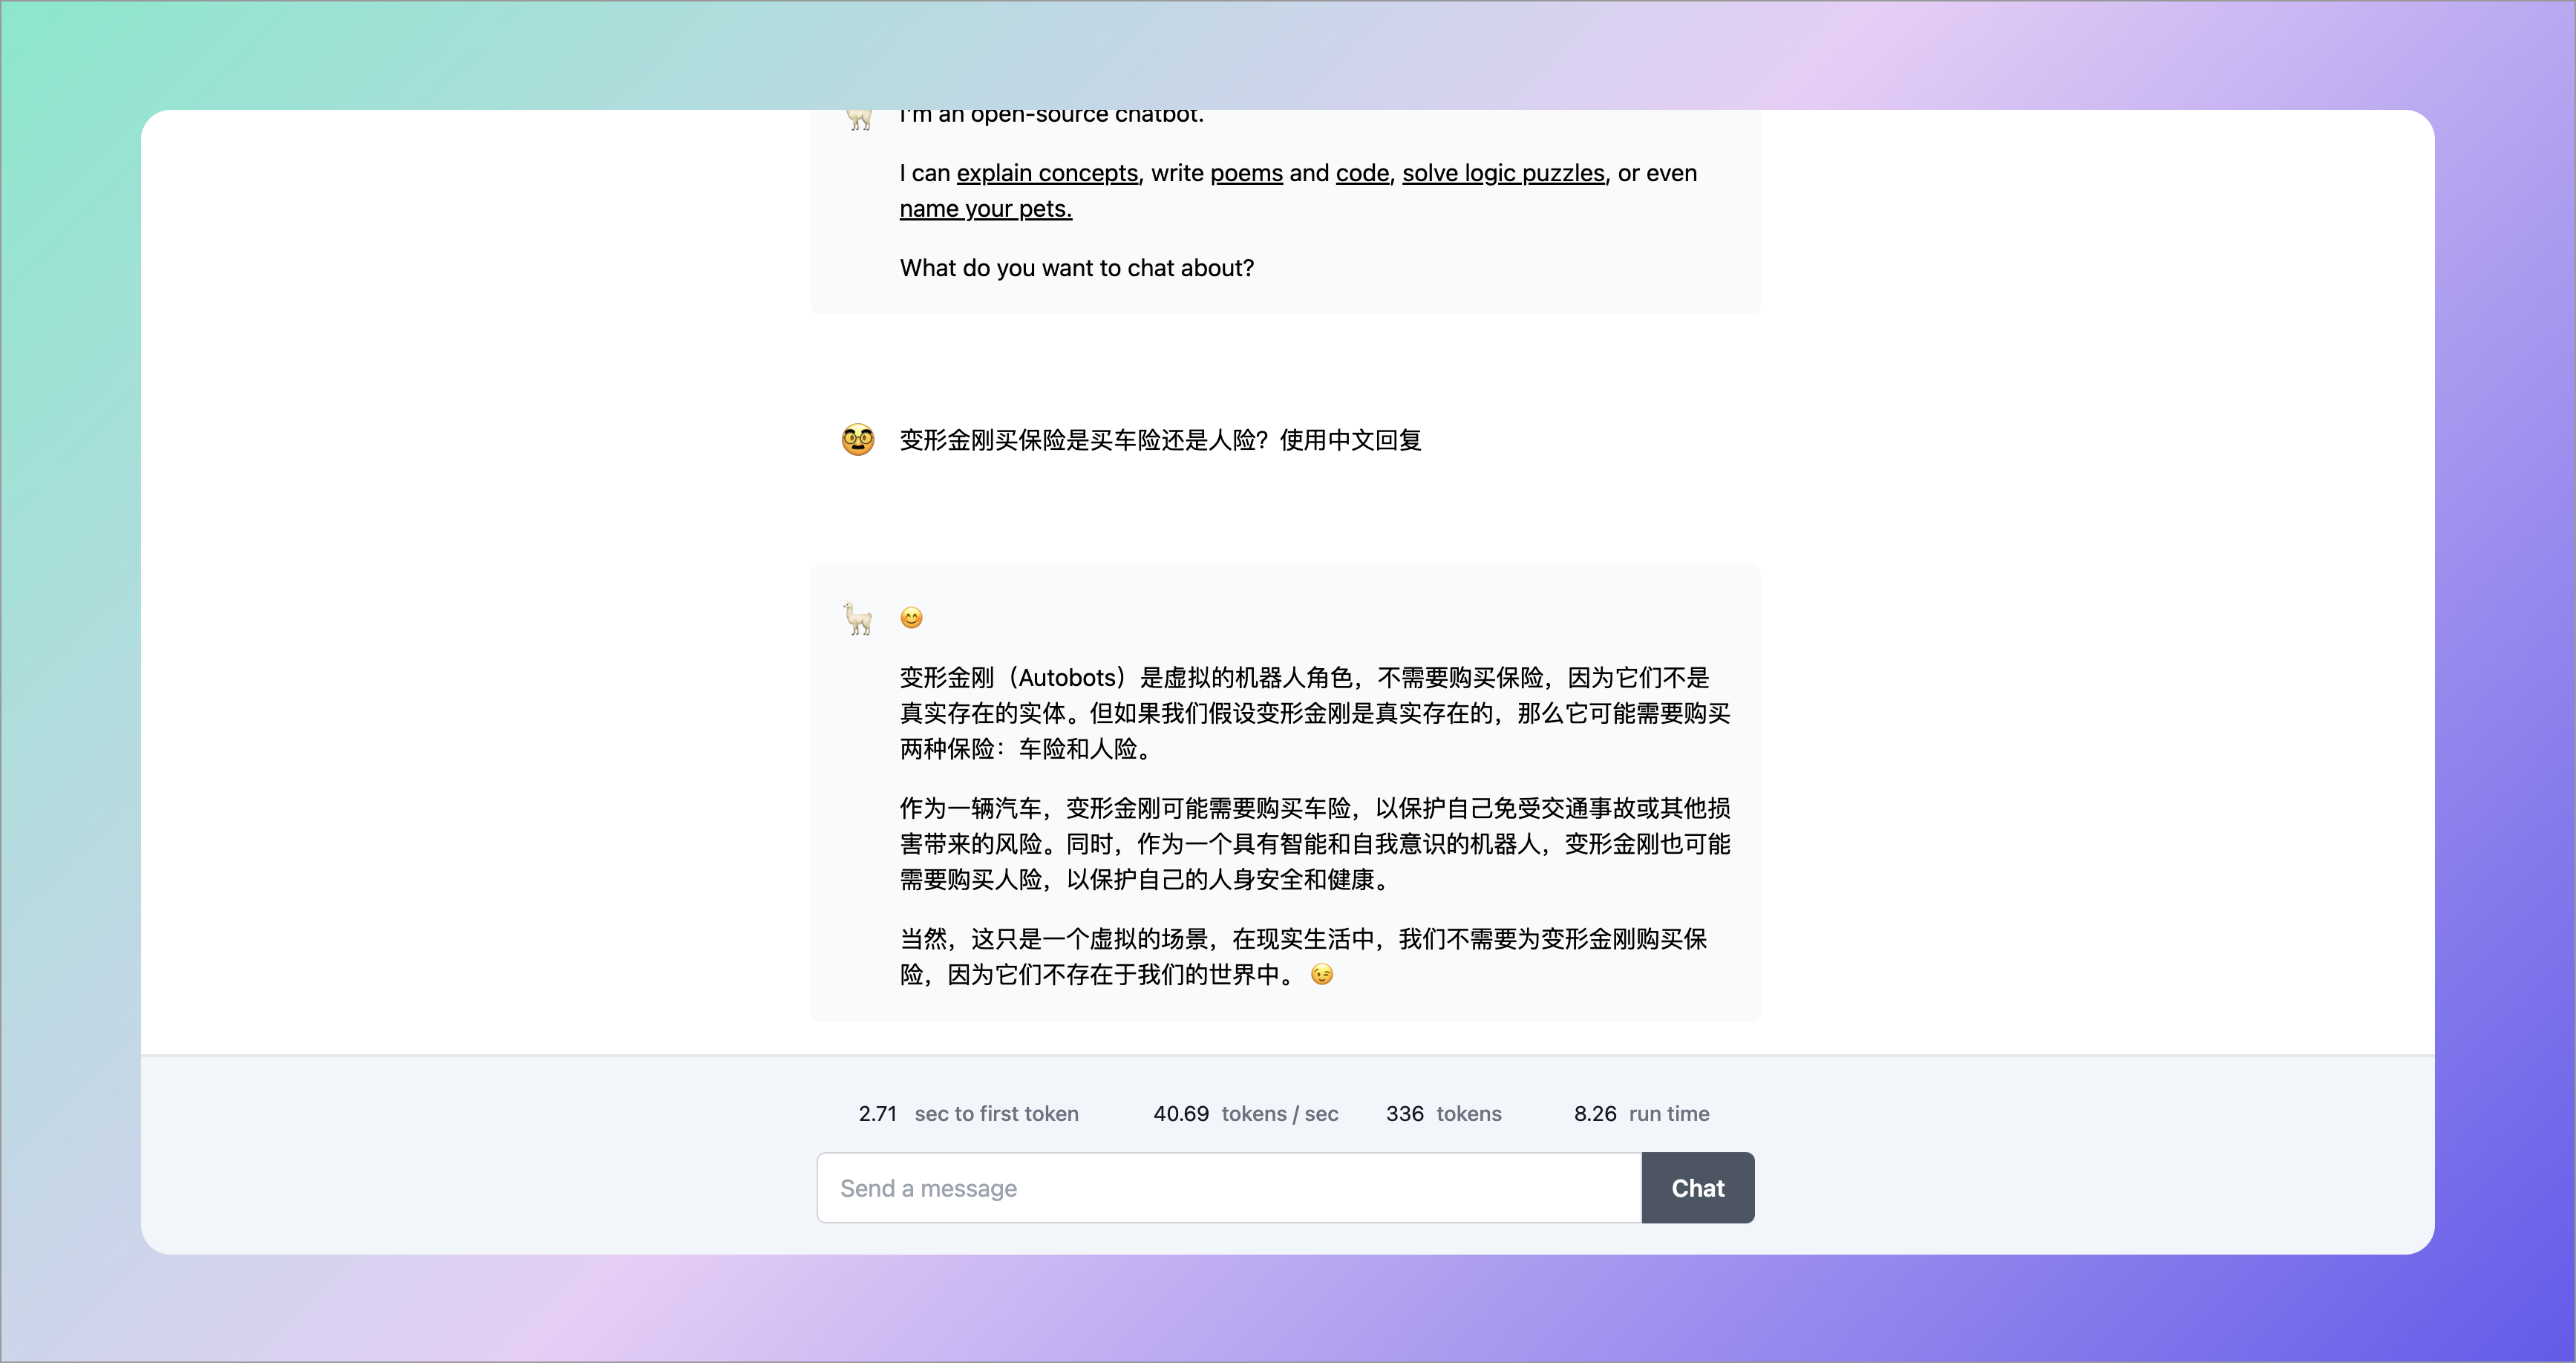 I'm an open-source chatbot.
I can explain concepts, write poems and code, solve logic puzzles, or even
name your pets.
What do you want to chat about?
变形金刚买保险是买车险还是人险？使用中文回复
😊
变形金刚（Autobots）是虚拟的机器人角色，不需要购买保险，因为它们不是
真实存在的实体。但如果我们假设变形金刚是真实存在的，那么它可能需要购买
两种保险：车险和人险。
作为一辆汽车，变形金刚可能需要购买车险，以保护自己免受交通事故或其他损
害带来的风险。同时，作为一个具有智能和自我意识的机器人，变形金刚也可能
需要购买人险，以保护自己的人身安全和健康。
当然，这只是一个虚拟的场景，在现实生活中，我们不需要为变形金刚购买保
险，因为它们不存在于我们的世界中。 😉
2.71 sec to first token 40.69 tokens / sec 336 tokens 8.26 run time
Send a message
Chat